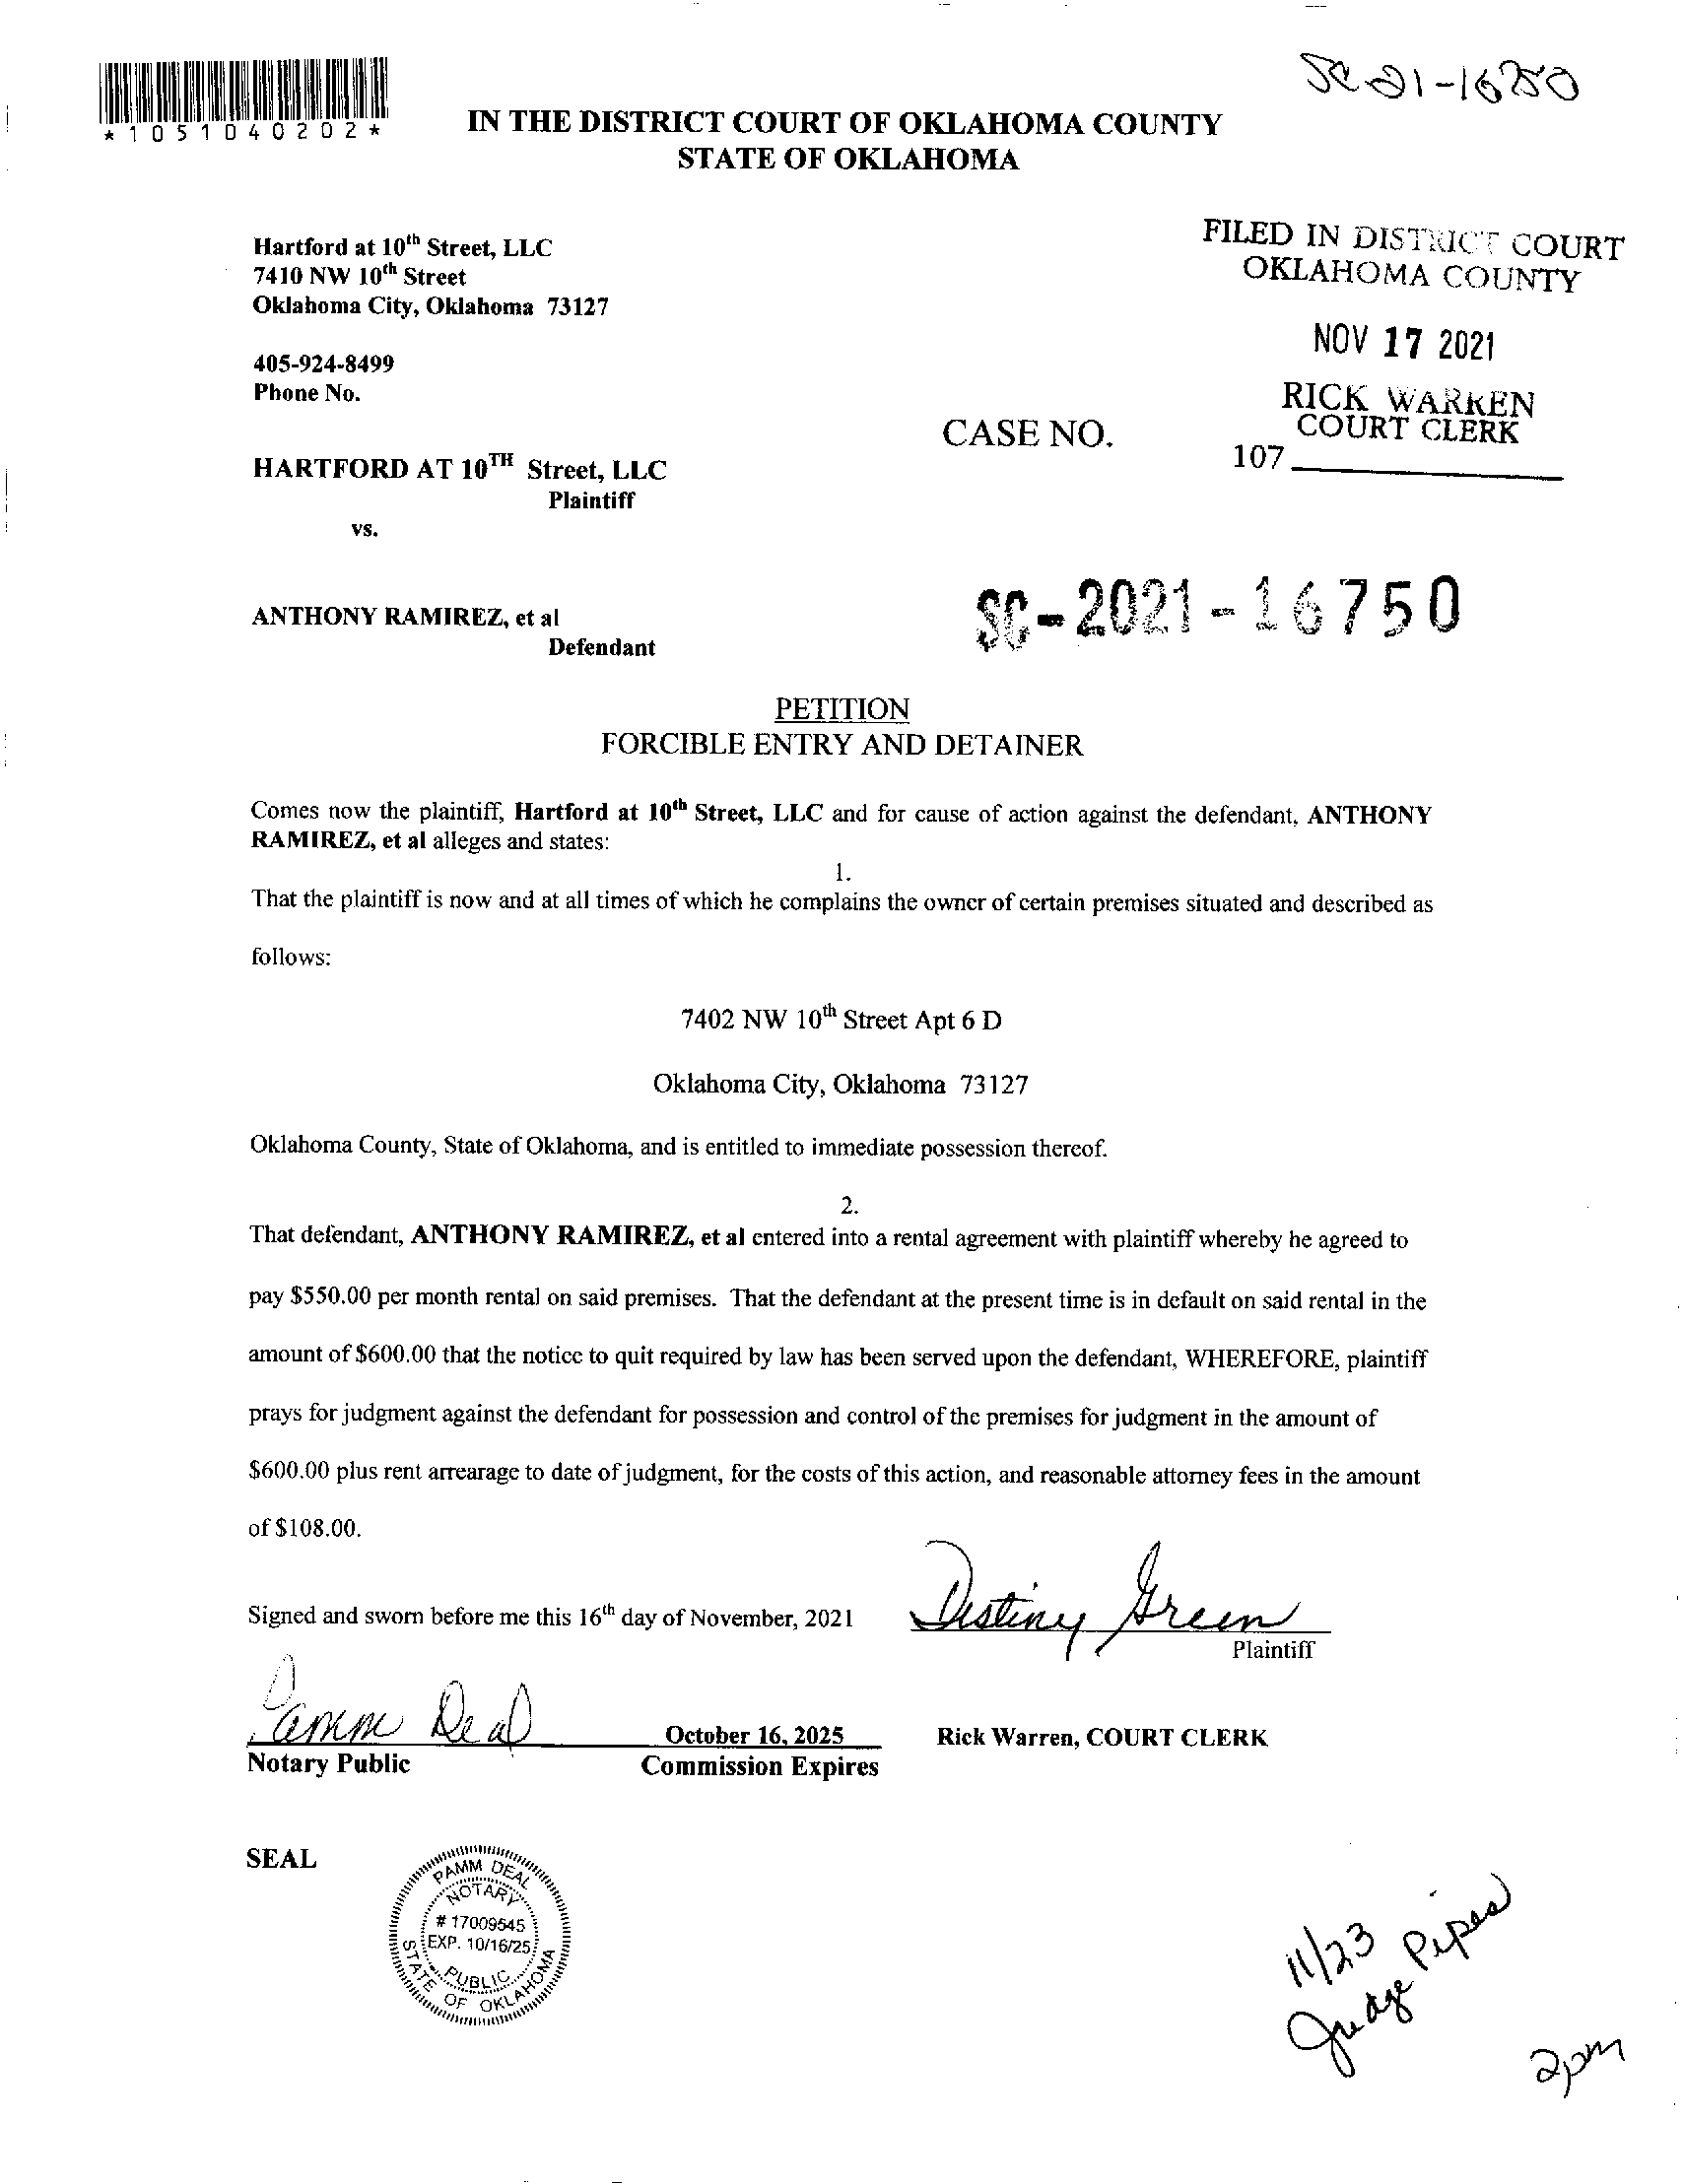 SC-21-16750
*1051040202*
IN THE DISTRICT COURT OF OKLAHOMA COUNTY
STATE OF OKLAHOMA
Hartford at 10th Street, LLC
7410 NW 10th Street
Oklahoma City, Oklahoma 73127
405-924-8499
Phone No.
FILED IN DISTRICT COURT
OKLAHOMA COUNTY
NOV 17 2021
RICK WARREN
COURT CLERK
107
CASE NO.
HARTFORD AT 10TH Street, LLC
Plaintiff
vs.
ANTHONY RAMIREZ, et al
Defendant
SC-2021-16750
PETITION
FORCIBLE ENTRY AND DETAINER
Comes now the plaintiff, Hartford at 10th Street, LLC and for cause of action against the defendant, ANTHONY
RAMIREZ, et al alleges and states:
1.
That the plaintiff is now and at all times of which he complains the owner of certain premises situated and described as
follows:
7402 NW 10th Street Apt 6 D
Oklahoma City, Oklahoma 73127
Oklahoma County, State of Oklahoma, and is entitled to immediate possession thereof.
2.
That defendant, ANTHONY RAMIREZ, et al entered into a rental agreement with plaintiff whereby he agreed to
pay $550.00 per month rental on said premises. That the defendant at the present time is in default on said rental in the
amount of $600.00 that the notice to quit required by law has been served upon the defendant, WHEREFORE, plaintiff
prays for judgment against the defendant for possession and control of the premises for judgment in the amount of
$600.00 plus rent arrearage to date of judgment, for the costs of this action, and reasonable attorney fees in the amount
of $108.00.
Signed and sworn before me this 16th day of November, 2021
Destiny Green
Plaintiff
Pamm Deal
Notary Public
October 16, 2025
Commission Expires
Rick Warren, COURT CLERK
SEAL
PAMM DEAL
NOTARY
# 17009545
EXP. 10/16/25
PUBLIC
STATE OF OKLAHOMA
11/23
Judge Pipes
2pm